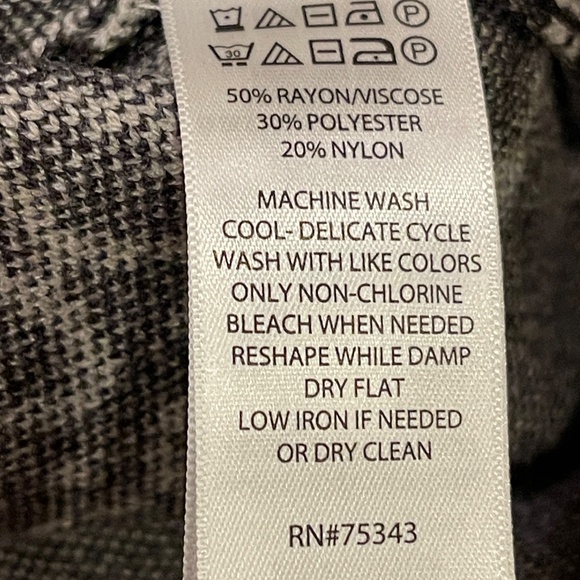 P
30 P
50% RAYON/VISCOSE
30% POLYESTER
20% NYLON
MACHINE WASH
COOL- DELICATE CYCLE
WASH WITH LIKE COLORS
ONLY NON-CHLORINE
BLEACH WHEN NEEDED
RESHAPE WHILE DAMP
DRY FLAT
LOW IRON IF NEEDED
OR DRY CLEAN
RN#75343